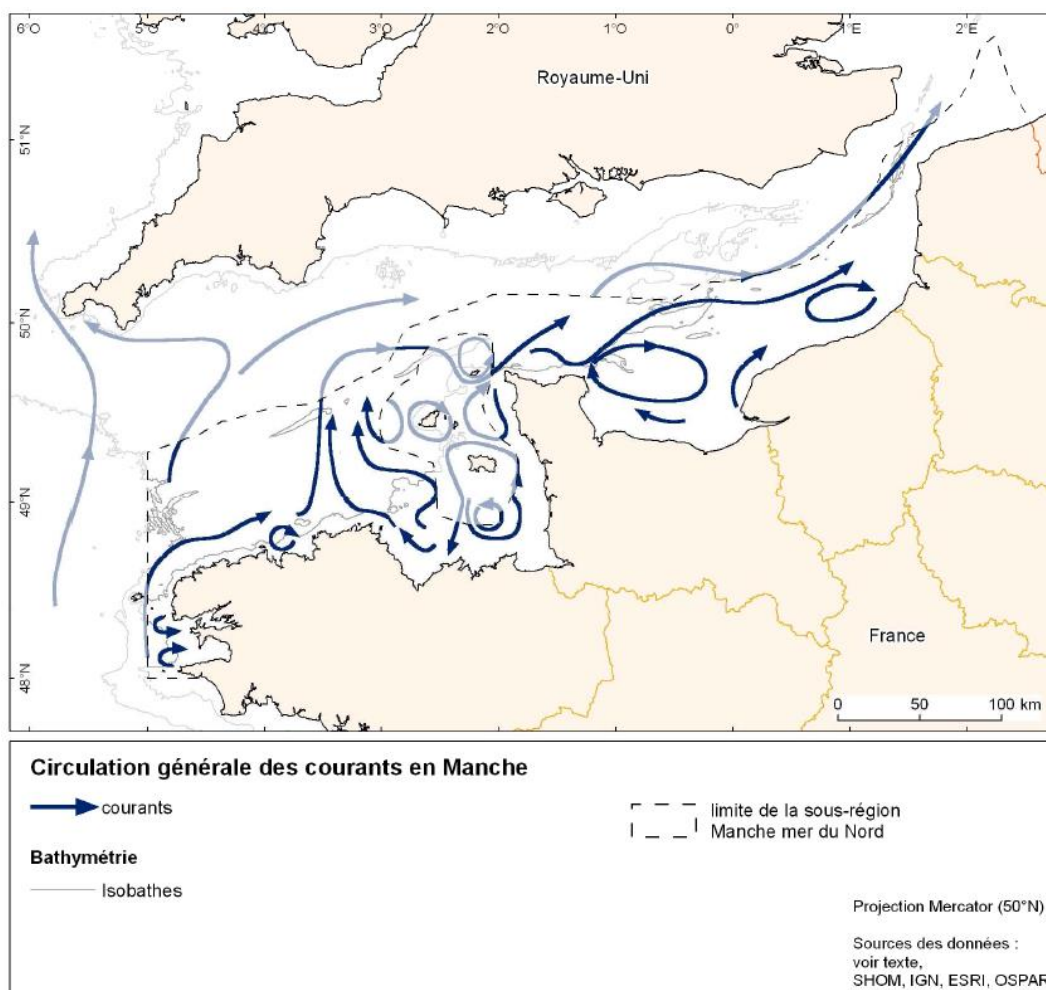 6°O 5°O 4°O 3°O 2°O 1°O 0° 1°E 2°E
51°N
50°N
49°N
48°N
Royaume-Uni
France
0 50 100 km
Circulation générale des courants en Manche
courants
limite de la sous-région
Manche mer du Nord
Bathymétrie
Isobathes
Projection Mercator (50°N)
Sources des données :
voir texte,
SHOM, IGN, ESRI, OSPAR